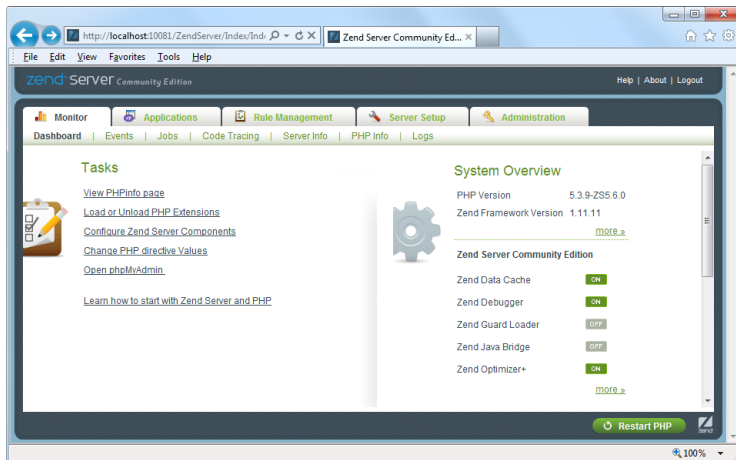 http://localhost:10081/ZendServer/Index/Ind
Zend Server Community Ed...
File Edit View Favorites Tools Help
zend Server Community Edition
Help | About | Logout
Monitor Applications Rule Management Server Setup Administration
Dashboard | Events | Jobs | Code Tracing | Server Info | PHP Info | Logs
Tasks
View PHPinfo page
Load or Unload PHP Extensions
Configure Zend Server Components
Change PHP directive Values
Open phpMyAdmin
Learn how to start with Zend Server and PHP
System Overview
PHP Version 5.3.9-ZS5.6.0
Zend Framework Version 1.11.11
more »
Zend Server Community Edition
Zend Data Cache ON
Zend Debugger ON
Zend Guard Loader OFF
Zend Java Bridge OFF
Zend Optimizer+ ON
more »
Restart PHP
zend
100%